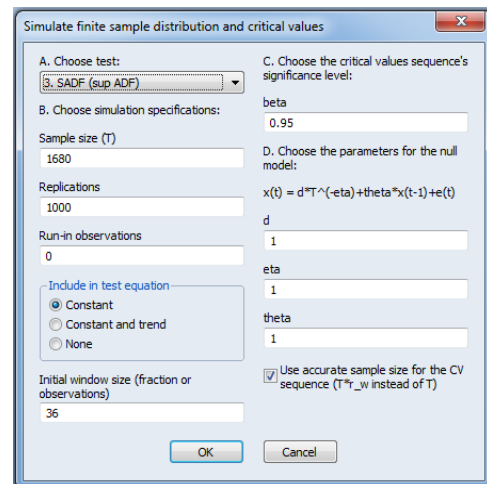 Simulate finite sample distribution and critical values
A. Choose test:
3. SADF (sup ADF)
B. Choose simulation specifications:
Sample size (T)
1680
Replications
1000
Run-in observations
0
Include in test equation
Constant
Constant and trend
None
Initial window size (fraction or
observations)
36
C. Choose the critical values sequence's
significance level:
beta
0.95
D. Choose the parameters for the null
model:
x(t) = d*T^(-eta)+theta*x(t-1)+e(t)
d
1
eta
1
theta
1
Use accurate sample size for the CV
sequence (T*r_w instead of T)
OK
Cancel